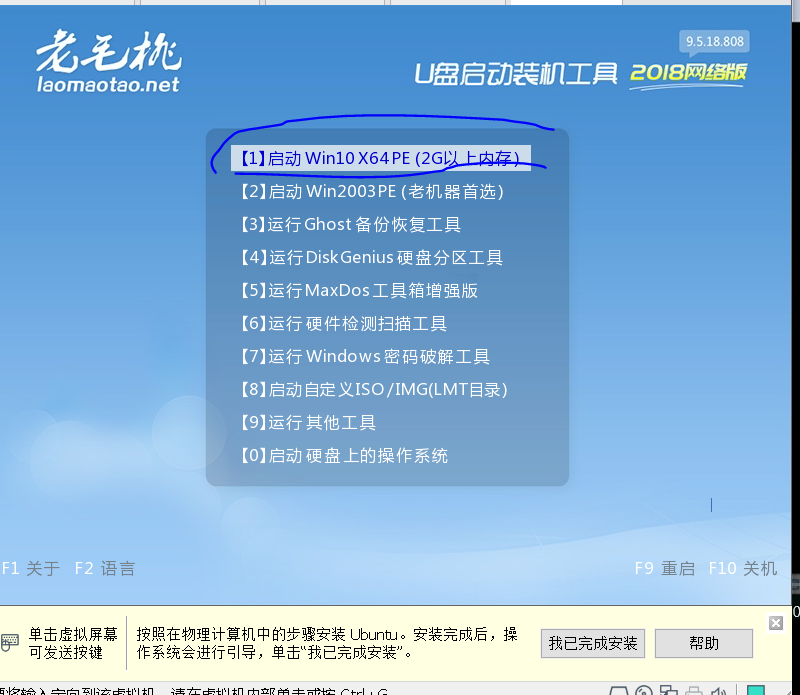 老毛桃
laomaotao.net
9.5.18.808
U盘启动装机工具 2018网络版
【1】启动 Win10 X64 PE (2G以上内存)
【2】启动 Win2003PE (老机器首选)
【3】运行 Ghost 备份恢复工具
【4】运行 DiskGenius 硬盘分区工具
【5】运行 MaxDos 工具箱增强版
【6】运行 硬件检测扫描工具
【7】运行 Windows 密码破解工具
【8】启动自定义ISO/IMG(LMT目录)
【9】运行 其他工具
【0】启动 硬盘上的操作系统
F1 关于 F2 语言 F9 重启 F10 关机
单击虚拟屏幕
可发送按键
按照在物理计算机中的步骤安装 Ubuntu。安装完成后，操
作系统会进行引导，单击“我已完成安装”。
我已完成安装 帮助
要将输入定向到该虚拟机，请在虚拟机内部单击或按 Ctrl+G